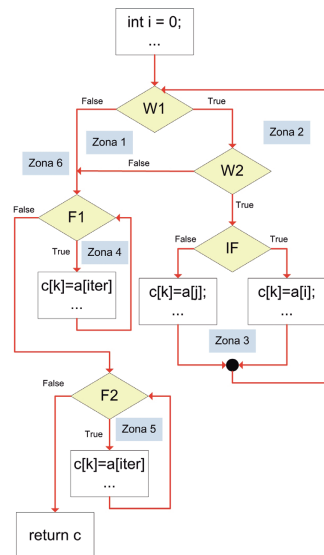 int i = 0;
...
False
W1
True
Zona 1
Zona 2
Zona 6
False
W2
False
F1
True
True
Zona 4
False
IF
True
c[k]=a[iter]
...
c[k]=a[j];
...
c[k]=a[i];
...
Zona 3
False
F2
True
Zona 5
c[k]=a[iter]
...
return c